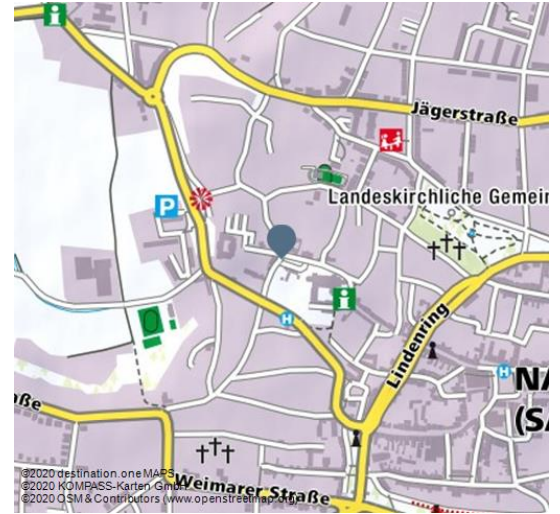 Jägerstraße
Landeskirchliche Gemein
P
H
Lindenring
H
NA
(SA
aße
Weimarer Straße
©2020 destination.one MAPS
©2020 KOMPASS-Karten GmbH
©2020 OSM & Contributors (www.openstreetmap.org)